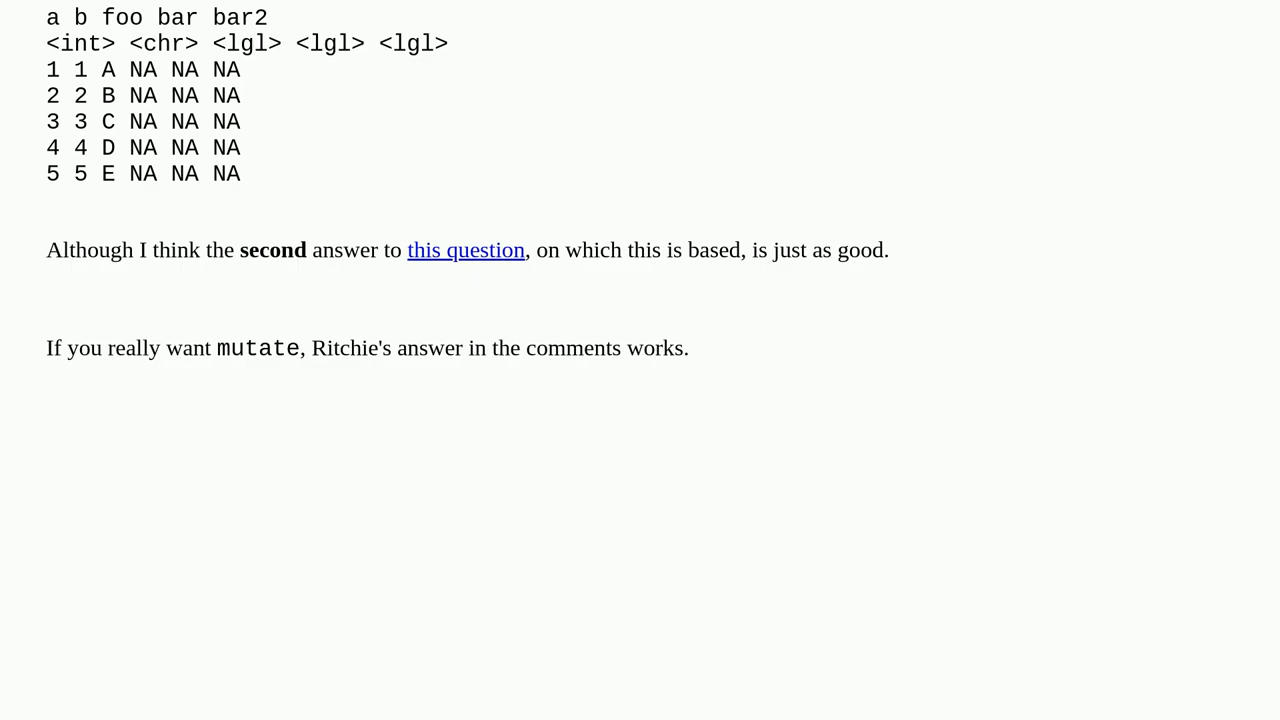 a b foo bar bar2
<int> <chr> <lgl> <lgl> <lgl>
1 1 A NA NA NA
2 2 B NA NA NA
3 3 C NA NA NA
4 4 D NA NA NA
5 5 E NA NA NA
Although I think the second answer to this question, on which this is based, is just as good.
If you really want mutate, Ritchie's answer in the comments works.